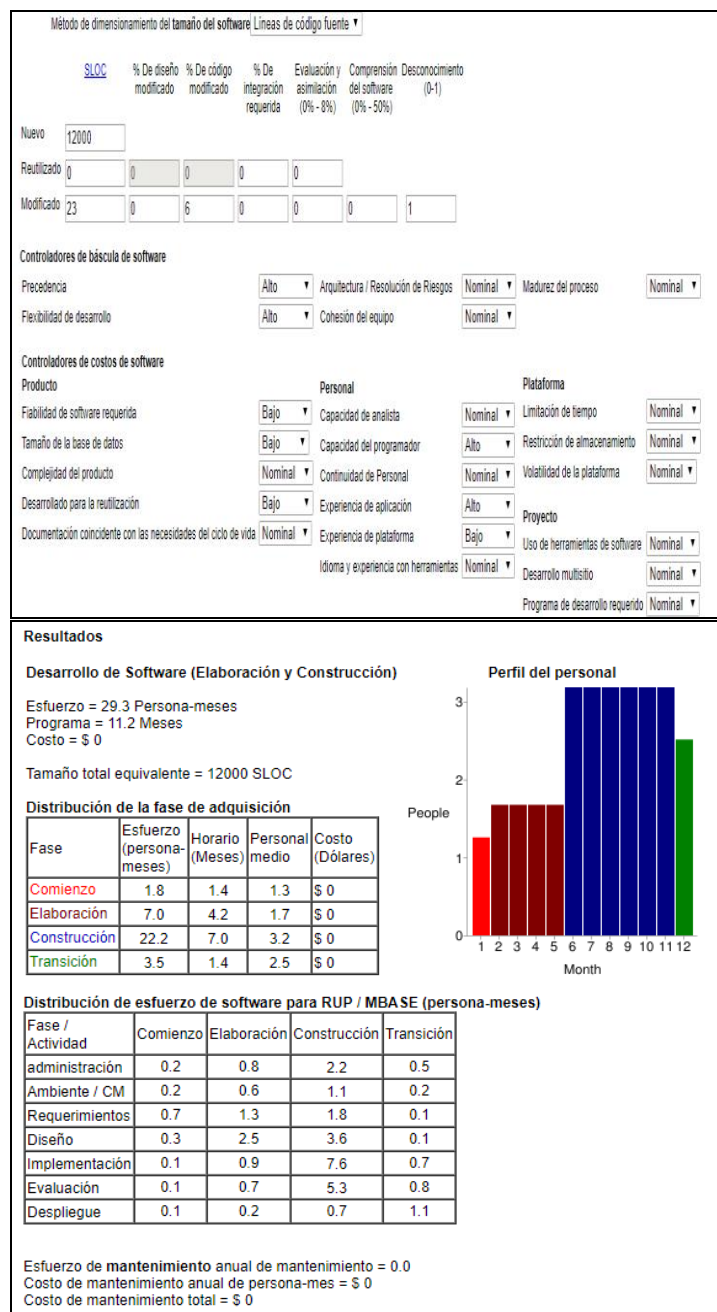 Método de dimensionamiento del tamaño del software Líneas de código fuente
SLOC % De diseño modificado % De código modificado % De integración requerida Evaluación y asimilación (0% - 8%) Comprensión del software (0% - 50%) Desconocimiento (0-1)
Nuevo 12000
Reutilizado 0 0 0 0 0
Modificado 23 0 6 0 0 0 1
Controladores de báscula de software
Precedencia Alto Arquitectura / Resolución de Riesgos Nominal Madurez del proceso Nominal
Flexibilidad de desarrollo Alto Cohesión del equipo Nominal
Controladores de costos de software
Producto Personal Plataforma
Fiabilidad de software requerida Bajo Capacidad de analista Nominal Limitación de tiempo Nominal
Tamaño de la base de datos Bajo Capacidad del programador Alto Restricción de almacenamiento Nominal
Complejidad del producto Nominal Continuidad de Personal Nominal Volatilidad de la plataforma Nominal
Desarrollado para la reutilización Bajo Experiencia de aplicación Alto Proyecto
Documentación coincidente con las necesidades del ciclo de vida Nominal Experiencia de plataforma Bajo Uso de herramientas de software Nominal
Idioma y experiencia con herramientas Nominal Desarrollo multisitio Nominal
Programa de desarrollo requerido Nominal
Resultados
Desarrollo de Software (Elaboración y Construcción)
Esfuerzo = 29.3 Persona-meses
Programa = 11.2 Meses
Costo = $ 0
Tamaño total equivalente = 12000 SLOC
Distribución de la fase de adquisición
Fase Esfuerzo (persona-meses) Horario (Meses) Personal medio Costo (Dólares)
Comienzo 1.8 1.4 1.3 $ 0
Elaboración 7.0 4.2 1.7 $ 0
Construcción 22.2 7.0 3.2 $ 0
Transición 3.5 1.4 2.5 $ 0
Perfil del personal
3
2
People
1
0
1 2 3 4 5 6 7 8 9 10 11 12
Month
Distribución de esfuerzo de software para RUP / MBASE (persona-meses)
Fase / Actividad Comienzo Elaboración Construcción Transición
administración 0.2 0.8 2.2 0.5
Ambiente / CM 0.2 0.6 1.1 0.2
Requerimientos 0.7 1.3 1.8 0.1
Diseño 0.3 2.5 3.6 0.1
Implementación 0.1 0.9 7.6 0.7
Evaluación 0.1 0.7 5.3 0.8
Despliegue 0.1 0.2 0.7 1.1
Esfuerzo de mantenimiento anual de mantenimiento = 0.0
Costo de mantenimiento anual de persona-mes = $ 0
Costo de mantenimiento total = $ 0